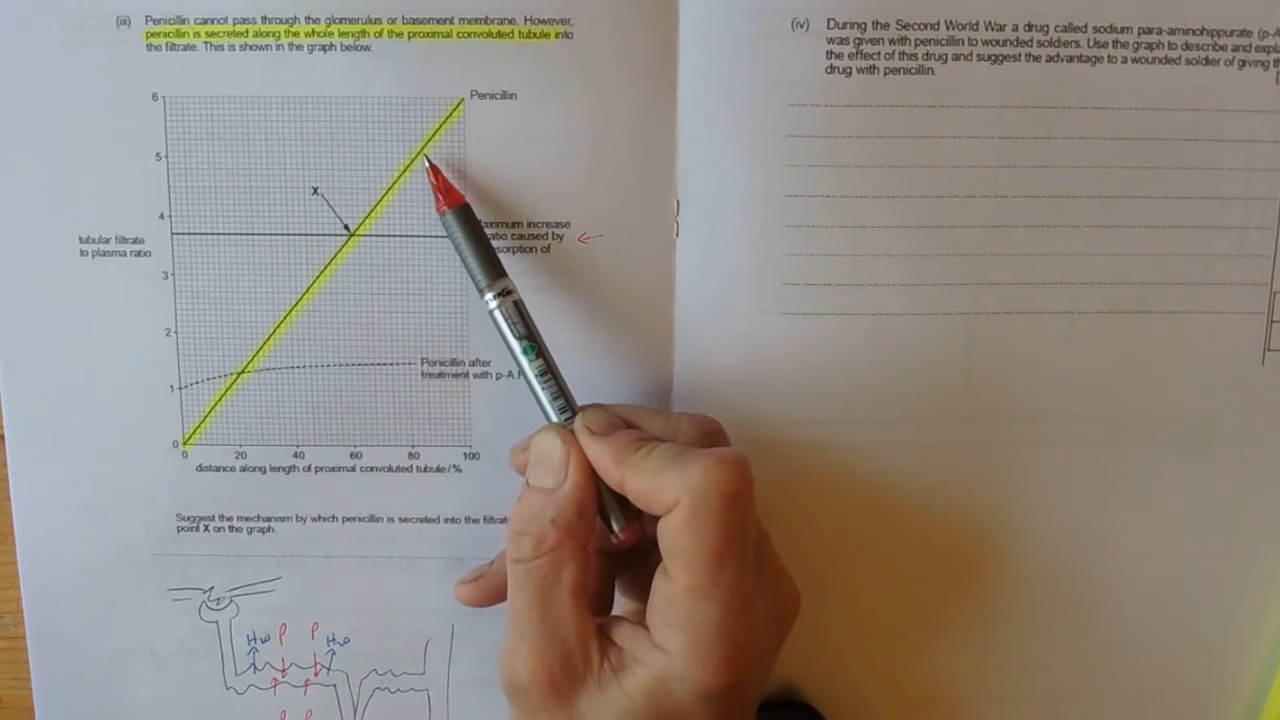 (iii) Penicillin cannot pass through the glomerulus or basement membrane. However,
penicillin is secreted along the whole length of the proximal convoluted tubule into
the filtrate. This is shown in the graph below.
6
5
4
3
2
1
0
0 20 40 60 80 100
Penicillin
X
tubular filtrate
to plasma ratio
increase
caused by
of
Penicillin after
treatment with
distance along length of proximal convoluted tubule/%
Suggest the mechanism by which penicillin is secreted into the
point X on the graph.
H₂O P P H₂O
P P
(iv) During the Second World War a drug called sodium para-aminohippurate
was given with penicillin to wounded soldiers. Use the graph to describe and
the effect of this drug and suggest the advantage to a wounded soldier of giving
drug with penicillin.